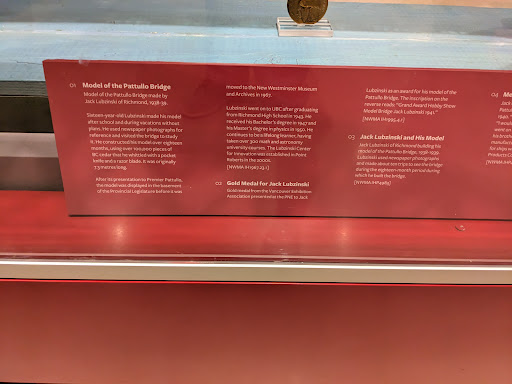 01 Model of the Pattullo Bridge
Model of the Pattullo Bridge made by
Jack Lubzinski of Richmond, 1938-39.
Sixteen-year-old Lubzinski made his model
after school and during vacations without
plans. He used newspaper photographs for
reference and visited the bridge to study
it. He constructed his model over eighteen
months, using over 100,000 pieces of
BC cedar that he whittled with a pocket
knife and a razor blade. It was originally
7.3 metres long.
After its presentation to Premier Pattullo,
the model was displayed in the basement
of the Provincial Legislature before it was
moved to the New Westminster Museum
and Archives in 1967.
Lubzinski went on to UBC after graduating
from Richmond High School in 1943. He
received his Bachelor's degree in 1947 and
his Master's degree in physics in 1950. He
continues to be a lifelong learner, having
taken over 300 math and astronomy
university courses. The Lubzinski Center
for Innovation was established in Point
Roberts in the 2000s.
02 Gold Medal for Jack Lubzinski
Gold medal from the Vancouver Exhibition
Association presented at the PNE to Jack
Lubzinski as an award for his model of the
Pattullo Bridge. The inscription on the
reverse reads "Grand Award Hobby Show
Model Bridge Jack Lubzinski 1941."
03 Jack Lubzinski and His Model
Jack Lubzinski of Richmond building his
model of the Pattullo Bridge, 1938-1939.
Lubzinski used newspaper photographs
and made about ten trips to see the bridge
during the eighteen month period during
which he built the bridge.
04